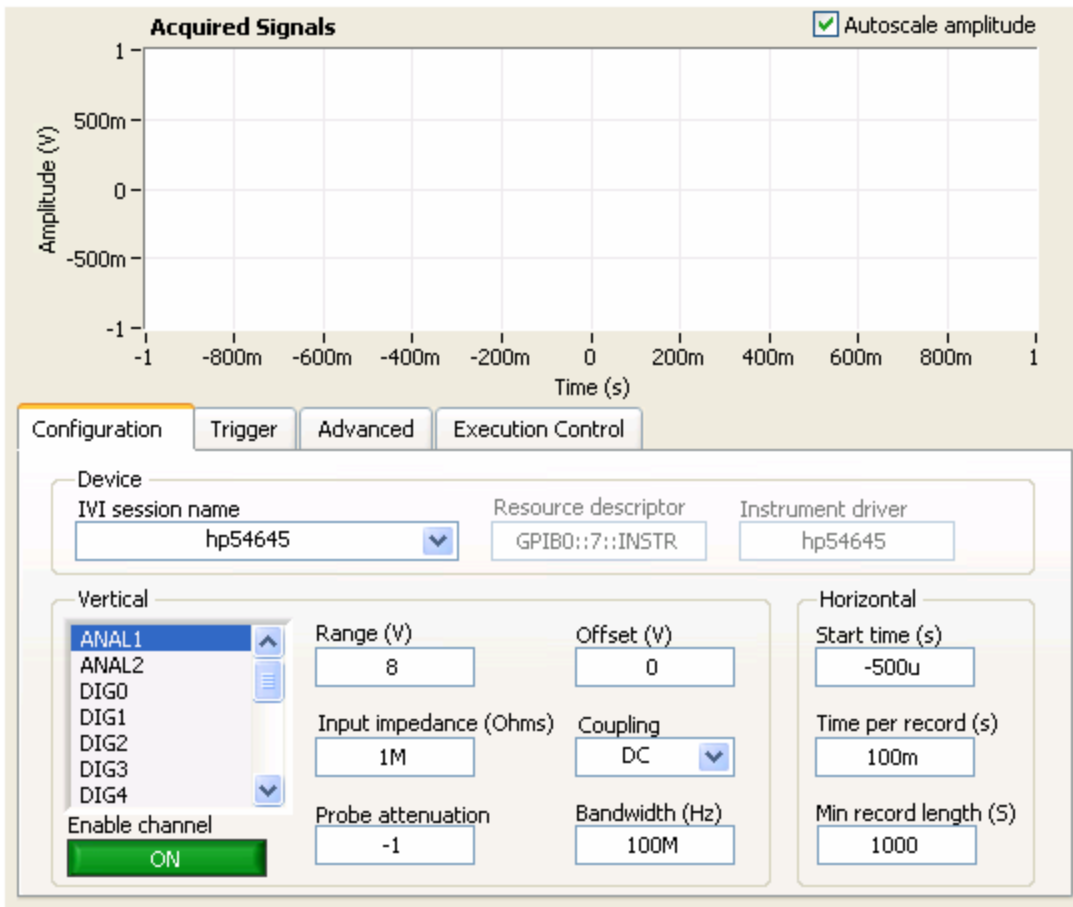 Acquired Signals
Autoscale amplitude
Amplitude (V)
1
500m
0
-500m
-1
-1 -800m -600m -400m -200m 0 200m 400m 600m 800m 1
Time (s)
Configuration Trigger Advanced Execution Control
Device
IVI session name Resource descriptor Instrument driver
hp54645 GPIB0::7::INSTR hp54645
Vertical
ANAL1
ANAL2
DIG0
DIG1
DIG2
DIG3
DIG4
Enable channel
ON
Range (V) Offset (V)
8 0
Input impedance (Ohms) Coupling
1M DC
Probe attenuation Bandwidth (Hz)
-1 100M
Horizontal
Start time (s)
-500u
Time per record (s)
100m
Min record length (S)
1000